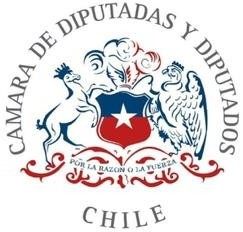 CAMARA DE DIPUTADAS Y DIPUTADOS
POR LA RAZON O LA FUERZA
CHILE